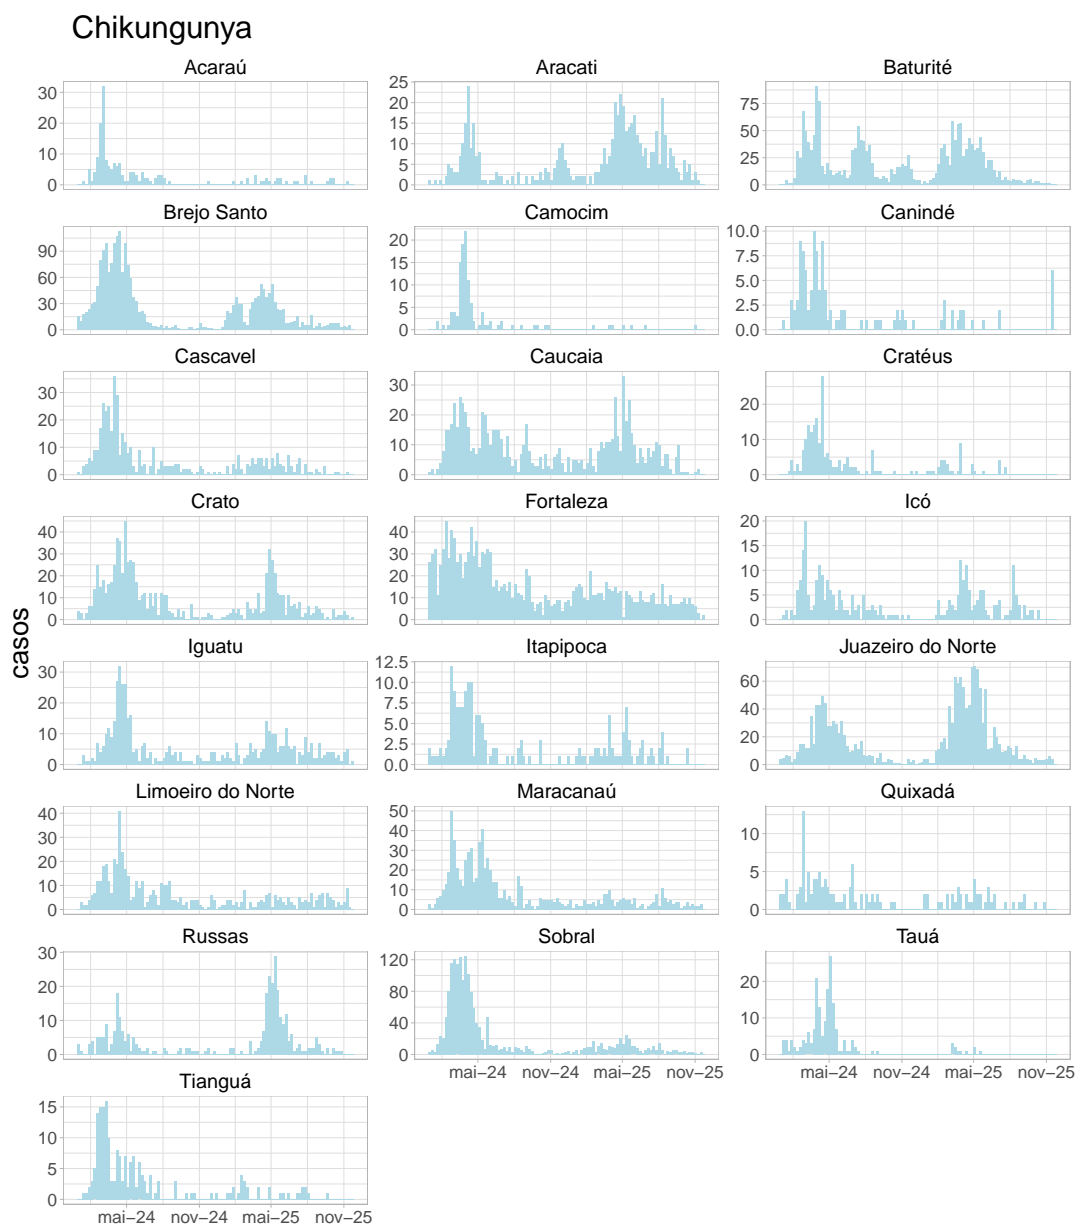 Chikungunya
Acaraú Aracati Baturité
30 20 10 0
25 20 15 10 5 0
75 50 25 0
Brejo Santo Camocim Canindé
90 60 30 0
20 15 10 5 0
10.0 7.5 5.0 2.5 0.0
Cascavel Caucaia Cratéus
30 20 10 0
30 20 10 0
20 10 0
Crato Fortaleza Icó
40 30 20 10 0
50 40 30 20 10 0
20 15 10 5 0
casos
Iguatu Itapipoca Juazeiro do Norte
30 20 10 0
12.5 10.0 7.5 5.0 2.5 0.0
60 40 20 0
Limoeiro do Norte Maracanaú Quixadá
40 30 20 10 0
50 40 30 20 10 0
10 5 0
Russas Sobral Tauá
30 20 10 0
120 80 40 0
20 10 0
mai−24 nov−24 mai−25 nov−25
mai−24 nov−24 mai−25 nov−25
Tianguá
15 10 5 0
mai−24 nov−24 mai−25 nov−25